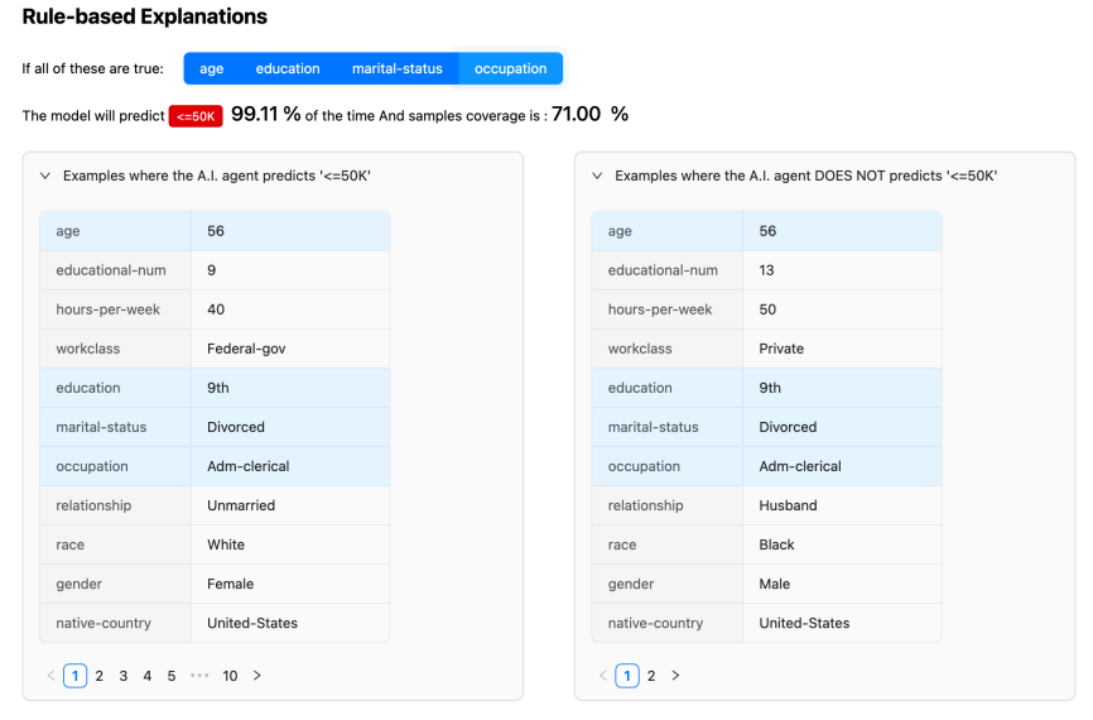 Rule-based Explanations
If all of these are true: age education marital-status occupation
The model will predict <=50K 99.11 % of the time And samples coverage is : 71.00 %
Examples where the A.I. agent predicts '<=50K'
age 56
educational-num 9
hours-per-week 40
workclass Federal-gov
education 9th
marital-status Divorced
occupation Adm-clerical
relationship Unmarried
race White
gender Female
native-country United-States
< 1 2 3 4 5 ••• 10 >
Examples where the A.I. agent DOES NOT predicts '<=50K'
age 56
educational-num 13
hours-per-week 50
workclass Private
education 9th
marital-status Divorced
occupation Adm-clerical
relationship Husband
race Black
gender Male
native-country United-States
< 1 2 >